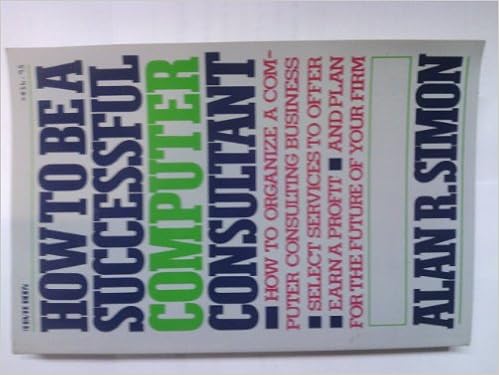 HOW TO BE A
SUCCESSFUL
COMPUTER
CONSULTANT
■ HOW TO ORGANIZE A COM-
PUTER CONSULTING BUSINESS
■ SELECT SERVICES TO OFFER
■ EARN A PROFIT ■ AND PLAN
FOR THE FUTURE OF YOUR FIRM
ALAN R. SIMON